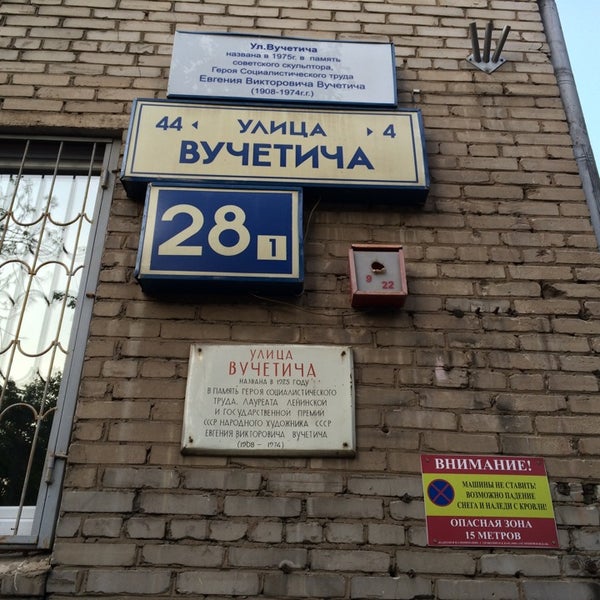 Ул.Вучетича
названа в 1975г. в память
советского скульптора,
Героя Социалистического труда
Евгения Викторовича Вучетича
(1908-1974г.г.)
44 УЛИЦА 4
ВУЧЕТИЧА
28 1
9 22
УЛИЦА
ВУЧЕТИЧА
НАЗВАНА В 1975 ГОДУ
В ПАМЯТЬ ГЕРОЯ СОЦИАЛИСТИЧЕСКОГО
ТРУДА, ЛАУРЕАТА ЛЕНИНСКОЙ
И ГОСУДАРСТВЕННОЙ ПРЕМИЙ
СССР НАРОДНОГО ХУДОЖНИКА СССР
ЕВГЕНИЯ ВИКТОРОВИЧА ВУЧЕТИЧА
(1908 – 1974)
ВНИМАНИЕ!
МАШИНЫ НЕ СТАВИТЬ!
ВОЗМОЖНО ПАДЕНИЕ
СНЕГА И НАЛЕДИ С КРОВЛИ!
ОПАСНАЯ ЗОНА
15 МЕТРОВ